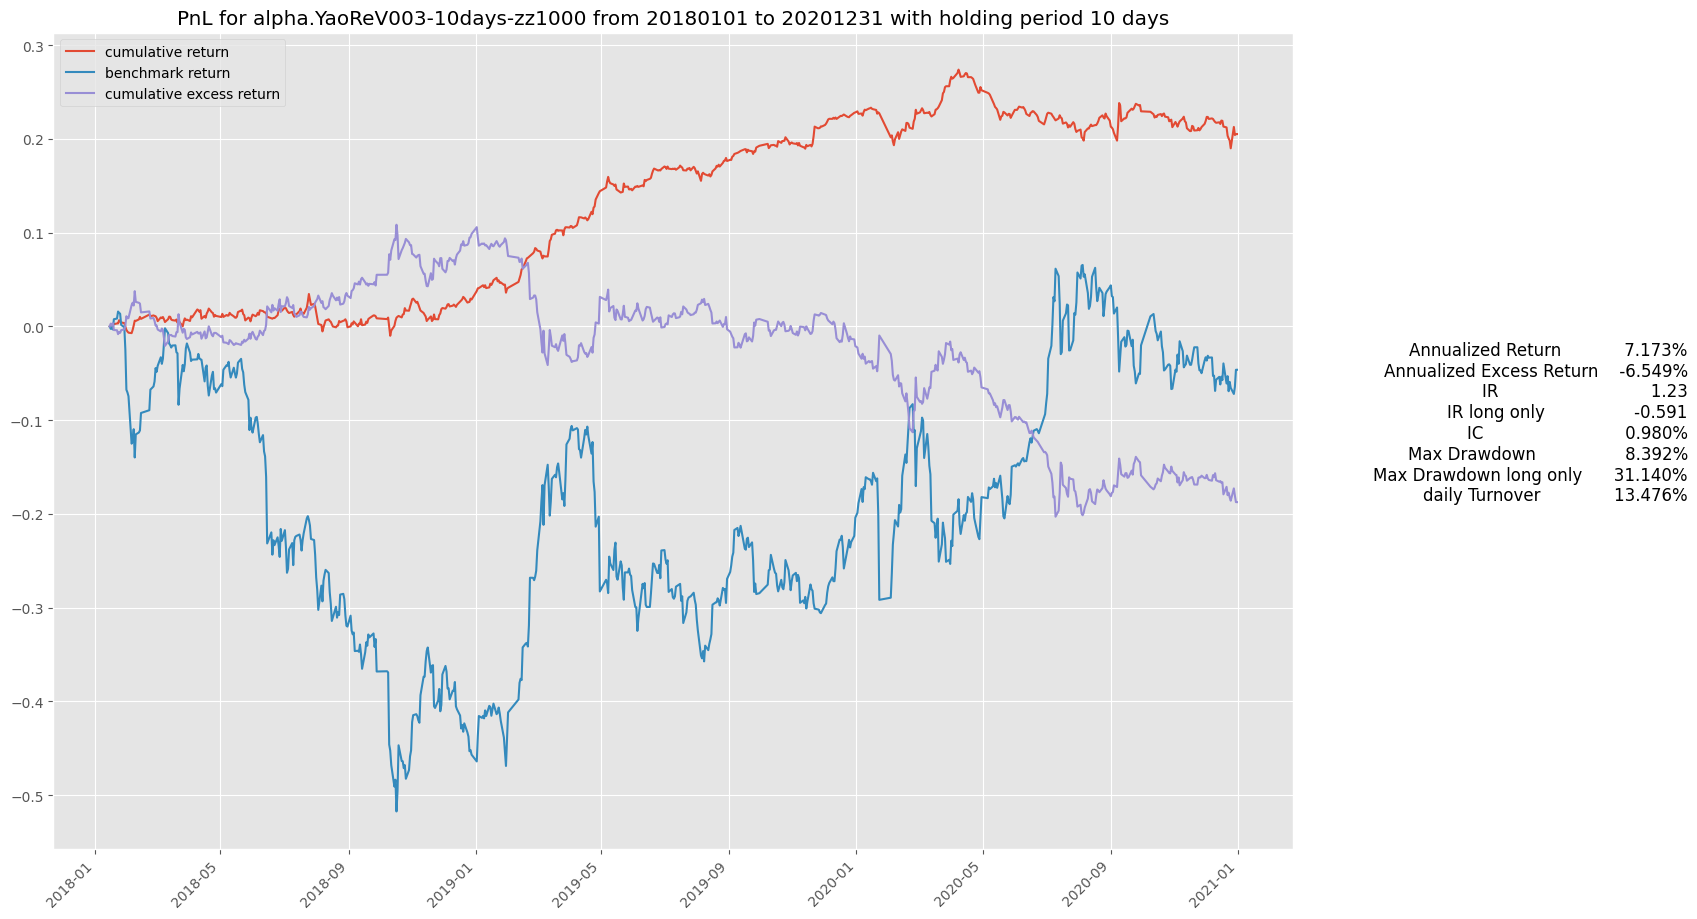 PnL for alpha.YaoReV003-10days-zz1000 from 20180101 to 20201231 with holding period 10 days
cumulative return
benchmark return
cumulative excess return
0.3
0.2
0.1
0.0
−0.1
−0.2
−0.3
−0.4
−0.5
2018-01
2018-05
2018-09
2019-01
2019-05
2019-09
2020-01
2020-05
2020-09
2021-01
Annualized Return 7.173%
Annualized Excess Return -6.549%
IR 1.23
IR long only -0.591
IC 0.980%
Max Drawdown 8.392%
Max Drawdown long only 31.140%
daily Turnover 13.476%